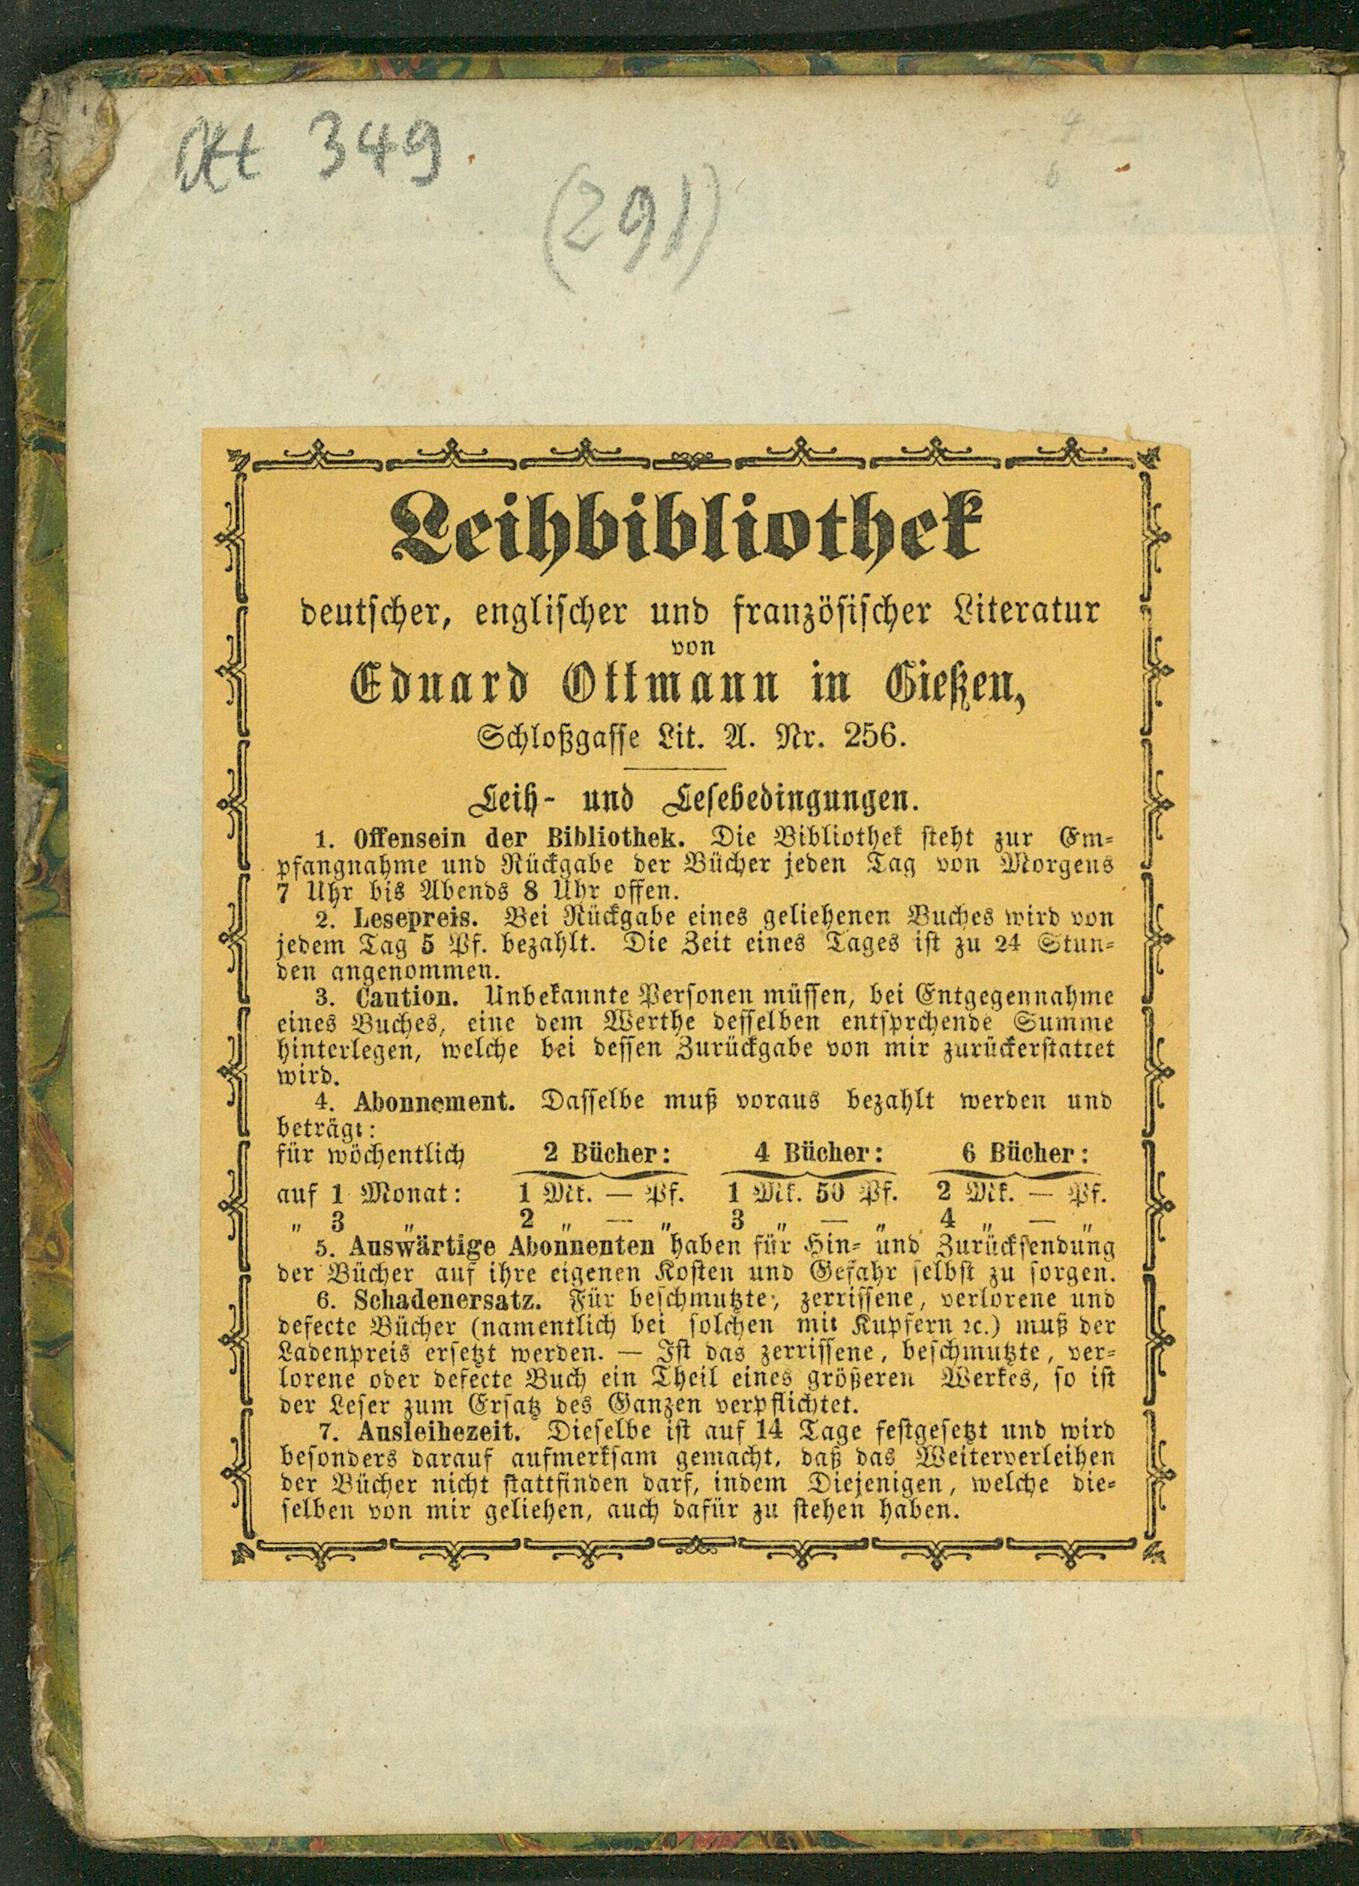 Ott 349.
(291)
Leihbibliothek
deutscher, englischer und französischer Literatur
von
Eduard Ottmann in Gießen,
Schloßgasse Lit. A. Nr. 256.
Leih- und Lesebedingungen.
1. Offensein der Bibliothek. Die Bibliothek steht zur Em-
pfangnahme und Rückgabe der Bücher jeden Tag von Morgens
7 Uhr bis Abends 8 Uhr offen.
2. Lesepreis. Bei Rückgabe eines geliehenen Buches wird von
jedem Tag 5 Pf. bezahlt. Die Zeit eines Tages ist zu 24 Stun-
den angenommen.
3. Caution. Unbekannte Personen müssen, bei Entgegennahme
eines Buches, eine dem Werthe desselben entsprchende Summe
hinterlegen, welche bei dessen Zurückgabe von mir zurückerstattet
wird.
4. Abonnement. Dasselbe muß voraus bezahlt werden und
beträgt:
für wöchentlich 2 Bücher: 4 Bücher: 6 Bücher:
auf 1 Monat: 1 Mk. — Pf. 1 Mk. 50 Pf. 2 Mk. — Pf.
„ 3 „ 2 „ — „ 3 „ — „ 4 „ — „
5. Auswärtige Abonnenten haben für Hin- und Zurücksendung
der Bücher auf ihre eigenen Kosten und Gefahr selbst zu sorgen.
6. Schadenersatz. Für beschmutzte, zerrissene, verlorene und
defecte Bücher (namentlich bei solchen mit Kupfern ꝛc.) muß der
Ladenpreis ersetzt werden. — Ist das zerrissene, beschmutzte, ver-
lorene oder defecte Buch ein Theil eines größeren Werkes, so ist
der Leser zum Ersatz des Ganzen verpflichtet.
7. Ausleihezeit. Dieselbe ist auf 14 Tage festgesetzt und wird
besonders darauf aufmerksam gemacht, daß das Weiterverleihen
der Bücher nicht stattfinden darf, indem Diejenigen, welche die-
selben von mir geliehen, auch dafür zu stehen haben.